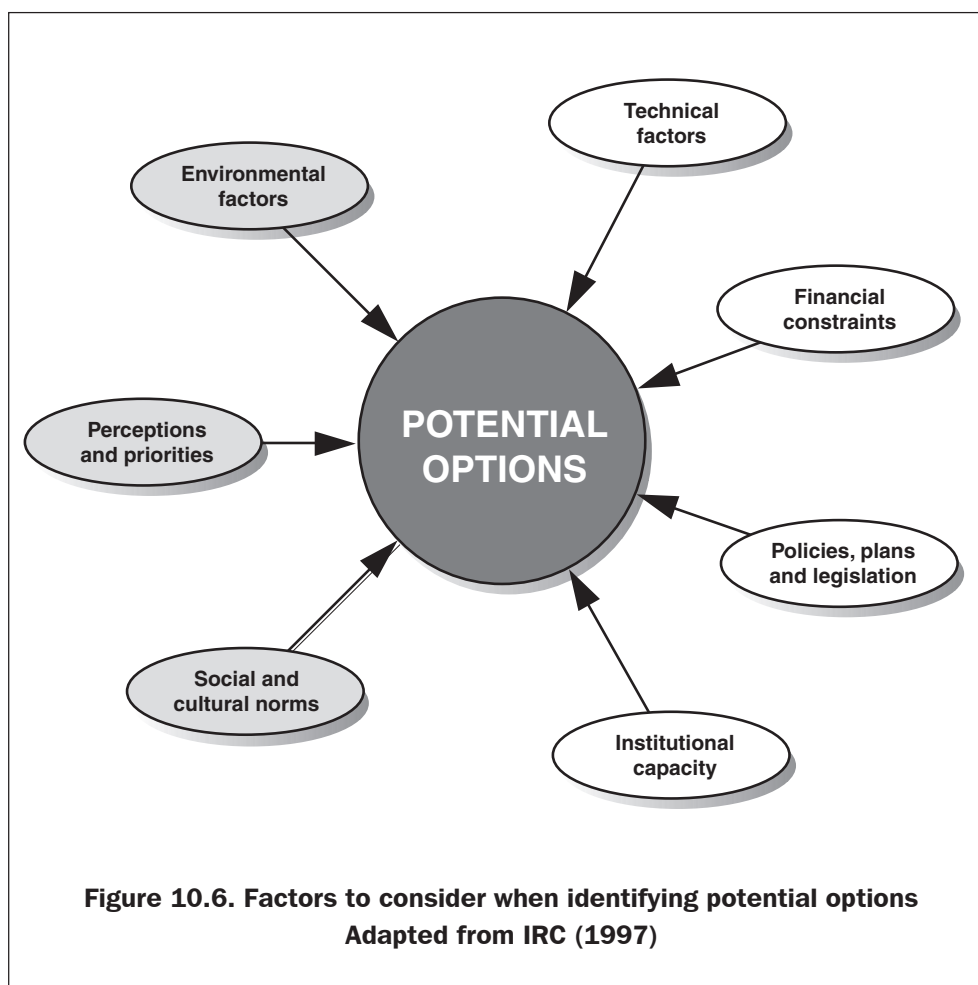 Technical
factors
Environmental
factors
Financial
constraints
POTENTIAL
OPTIONS
Perceptions
and priorities
Policies, plans
and legislation
Social and
cultural norms
Institutional
capacity
Figure 10.6. Factors to consider when identifying potential options
Adapted from IRC (1997)